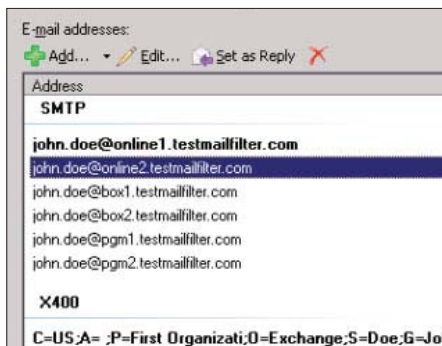 E-mail addresses:
Add... Edit... Set as Reply
Address
SMTP
john.doe@online1.testmailfilter.com
john.doe@online2.testmailfilter.com
john.doe@box1.testmailfilter.com
john.doe@box2.testmailfilter.com
john.doe@pgm1.testmailfilter.com
john.doe@pgm2.testmailfilter.com
X400
C=US;A= ;P=First Organizati;O=Exchange;S=Doe;G=Jo